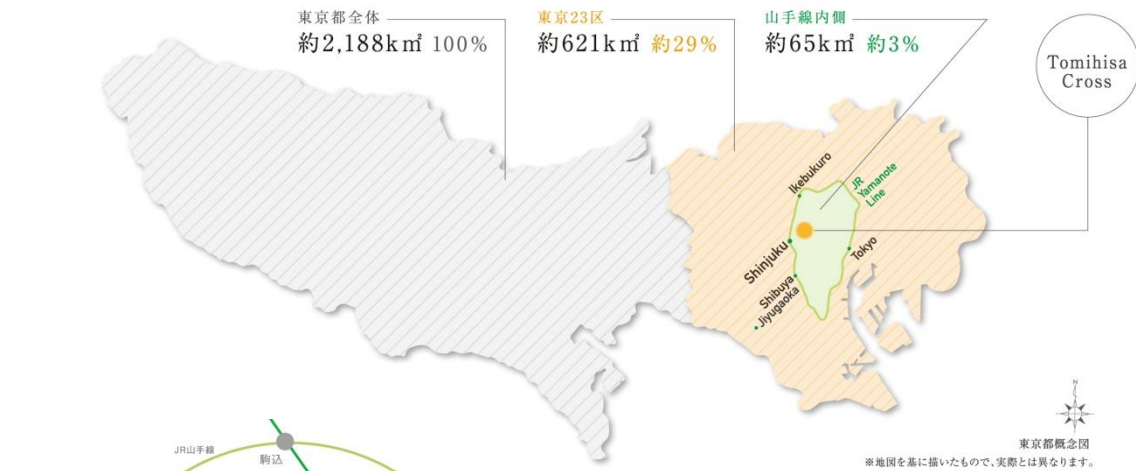 東京都全体
約2,188k㎡ 100%
東京23区
約621k㎡ 約29%
山手線内側
約65k㎡ 約3%
Tomihisa
Cross
Ikebukuro
JR
Yamanote
Line
Shinjuku
Tokyo
Shibuya
Jiyugaoka
N
東京都概念図
※地図を基に描いたもので、実際とは異なります。
JR山手線
駒込